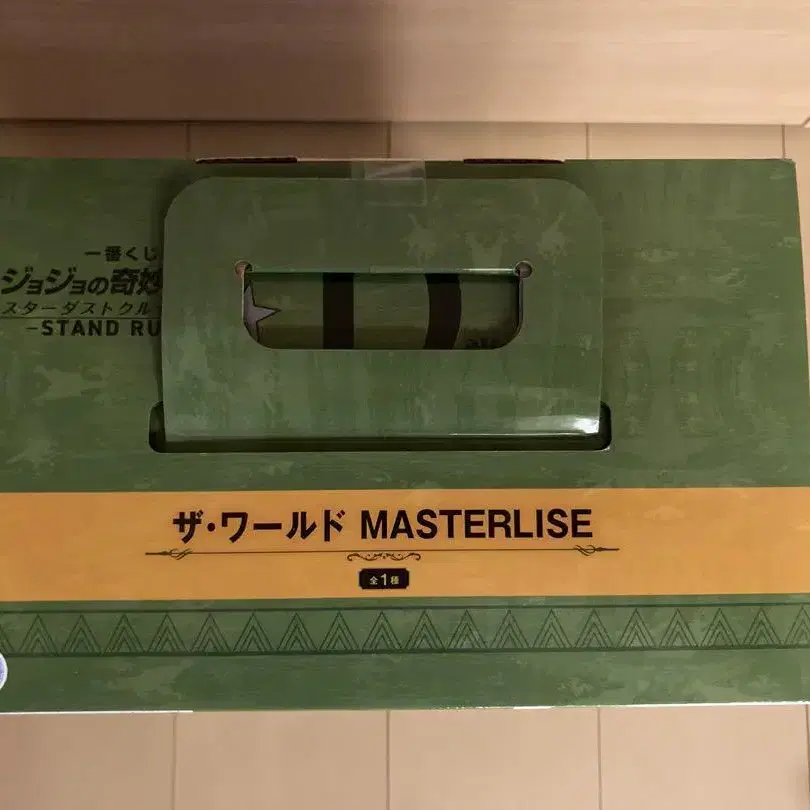 一番くじ
ジョジョの奇妙
スターダストクル
-STAND RU
ザ・ワールド MASTERLISE
全1種